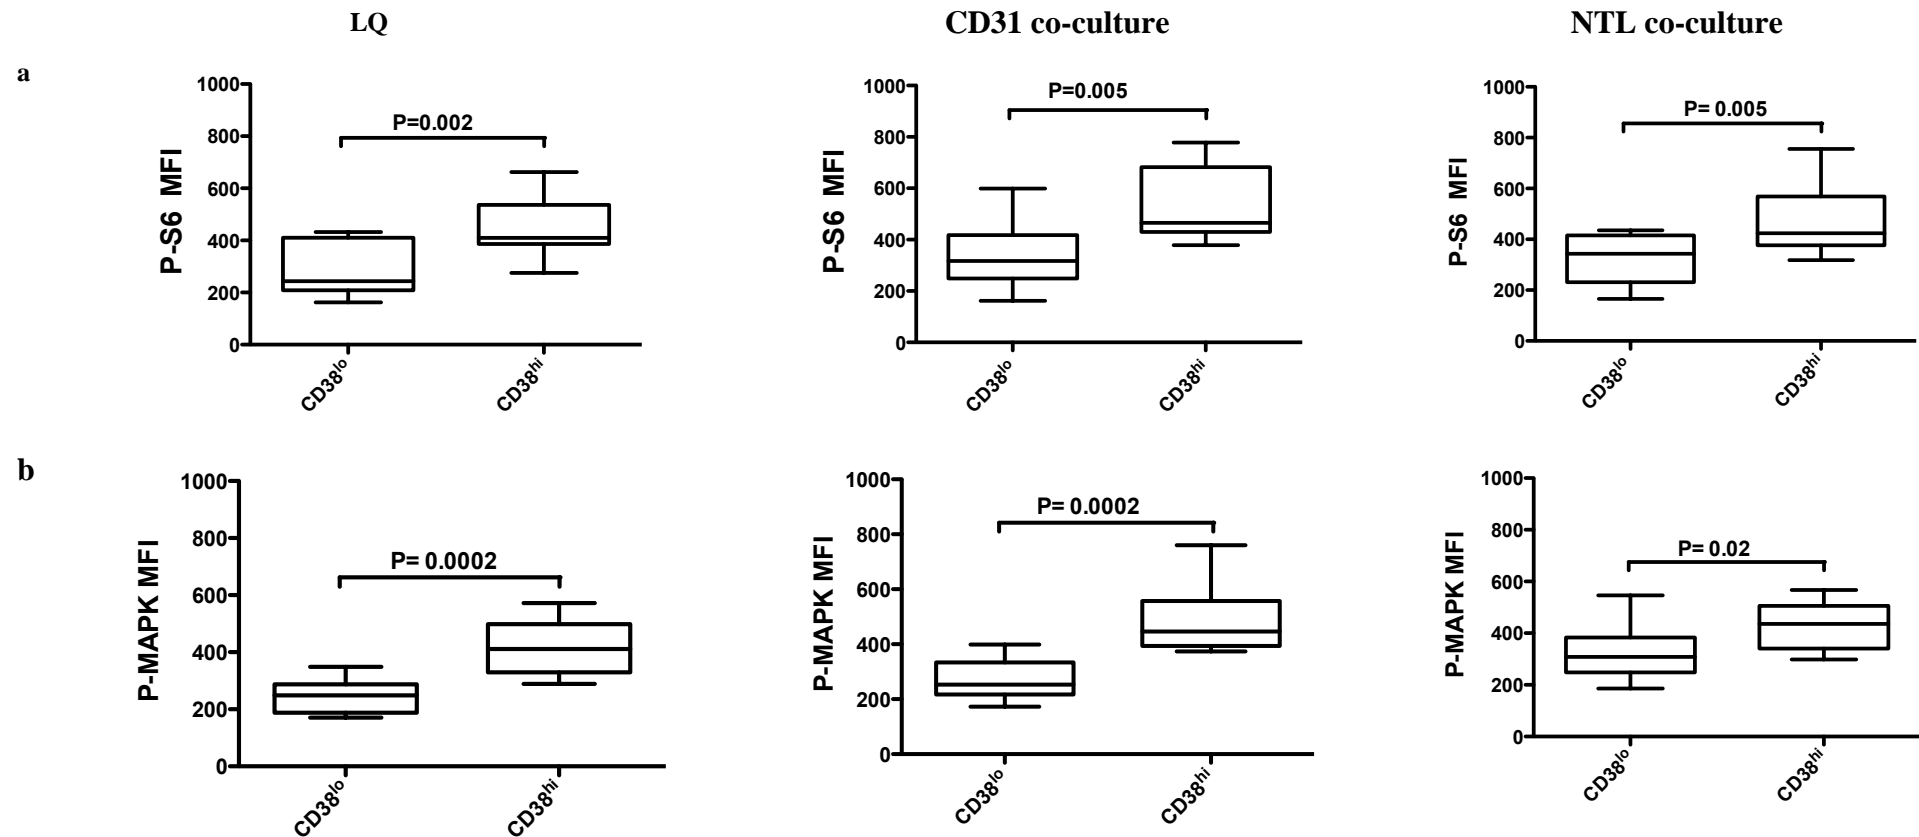 LQ
CD31 co-culture
NTL co-culture
a
P-S6 MFI
1000
800
600
400
200
0
P=0.002
CD38lo
CD38hi
P-S6 MFI
1000
800
600
400
200
0
P=0.005
CD38lo
CD38hi
P-S6 MFI
1000
800
600
400
200
0
P= 0.005
CD38lo
CD38hi
b
P-MAPK MFI
1000
800
600
400
200
0
P= 0.0002
CD38lo
CD38hi
P-MAPK MFI
1000
800
600
400
200
0
P= 0.0002
CD38lo
CD38hi
P-MAPK MFI
1000
800
600
400
200
0
P= 0.02
CD38lo
CD38hi